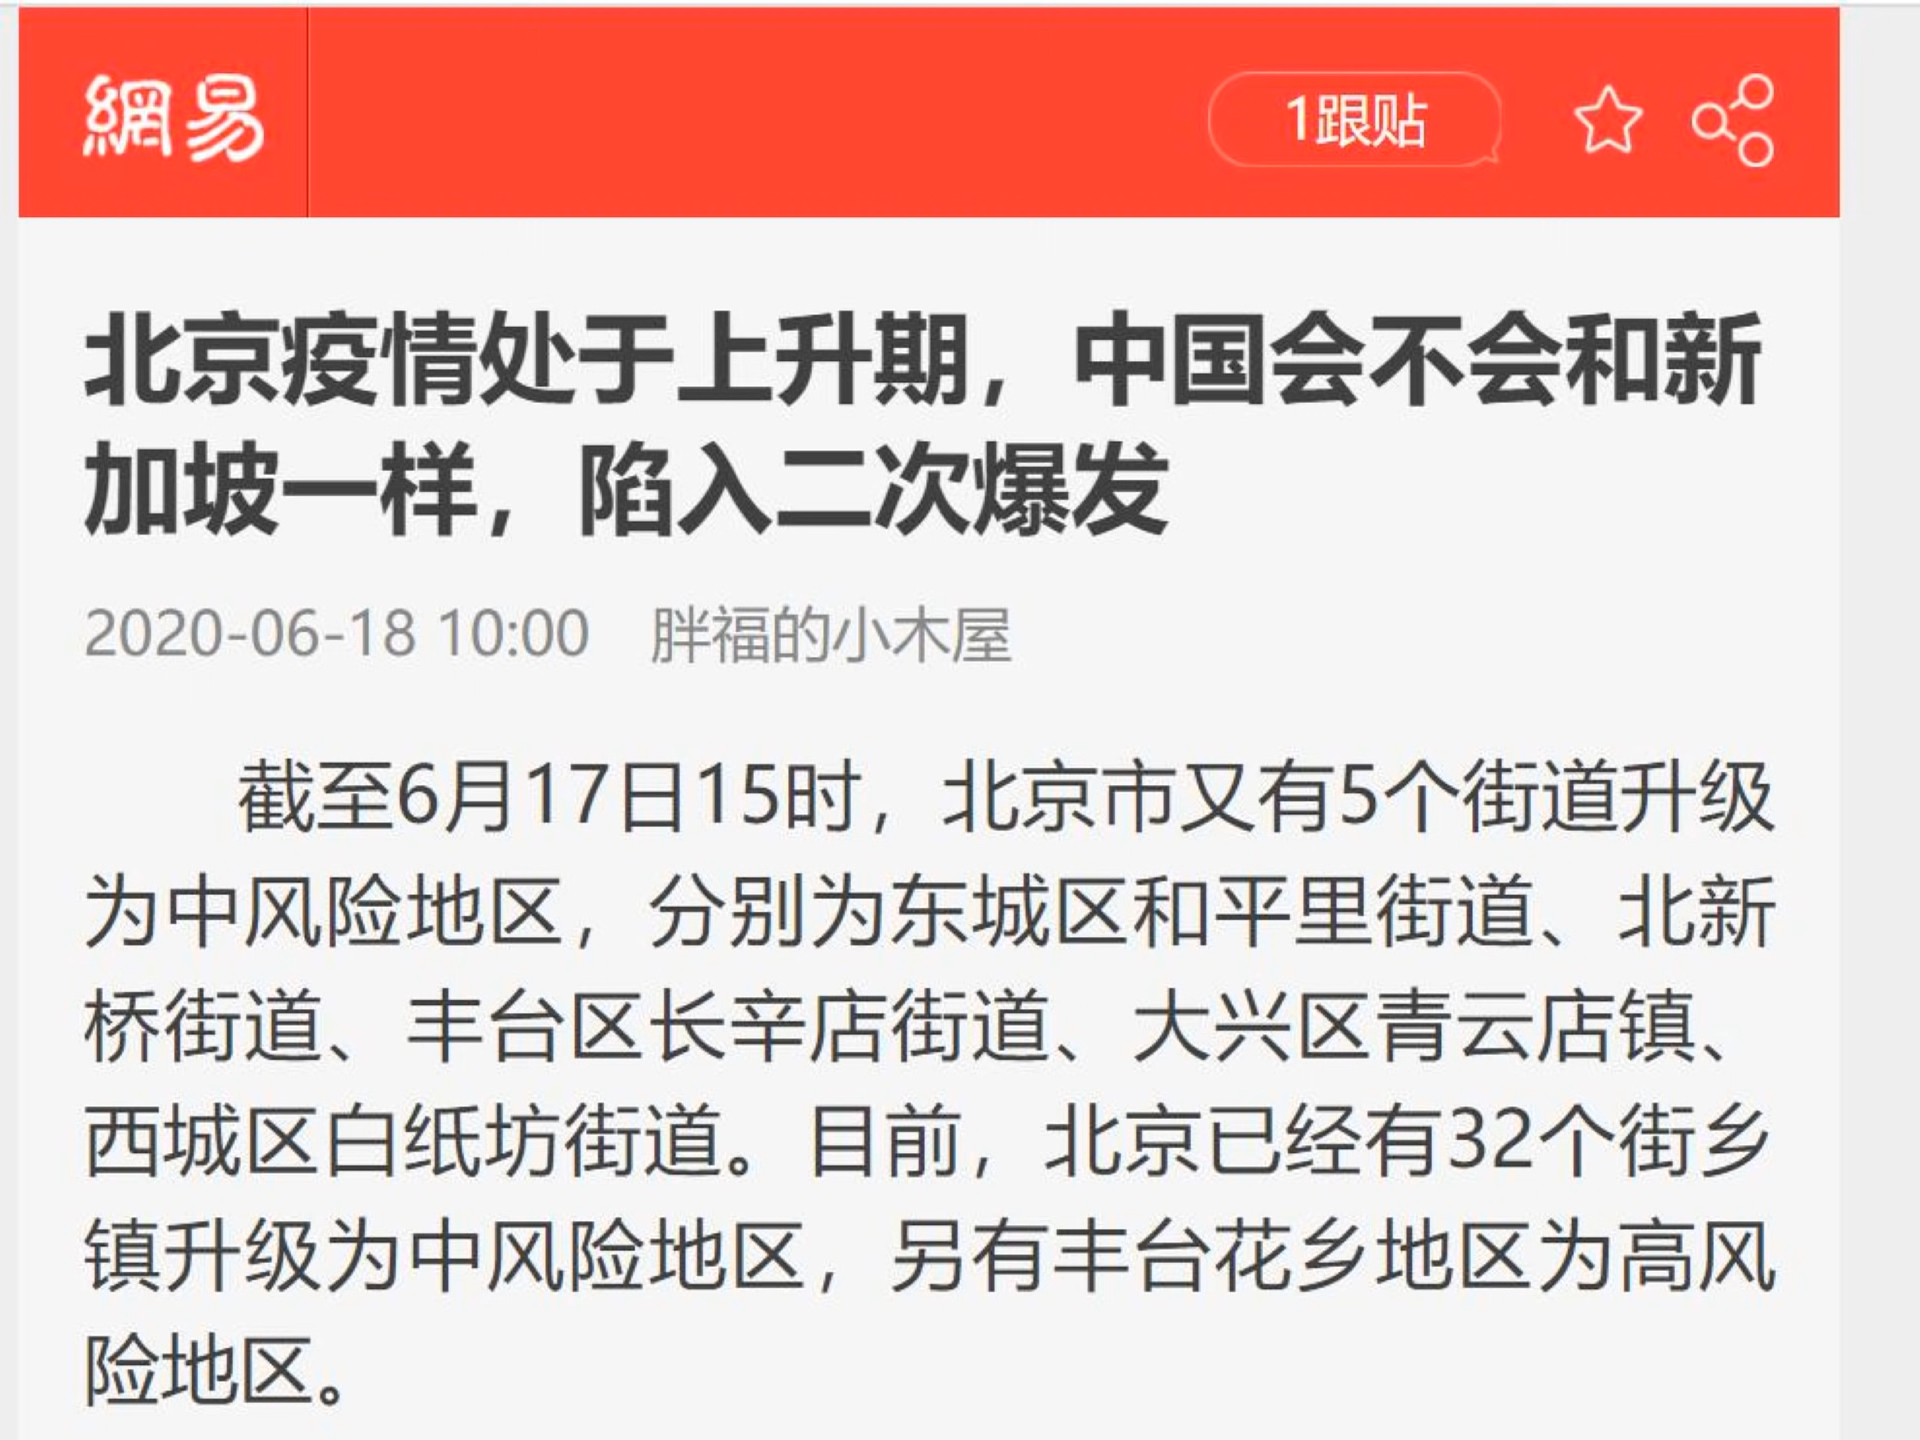 網易
1跟贴
北京疫情处于上升期，中国会不会和新
加坡一样，陷入二次爆发
2020-06-18 10:00 胖福的小木屋
截至6月17日15时，北京市又有5个街道升级
为中风险地区，分别为东城区和平里街道、北新
桥街道、丰台区长辛店街道、大兴区青云店镇、
西城区白纸坊街道。目前，北京已经有32个街乡
镇升级为中风险地区，另有丰台花乡地区为高风
险地区。